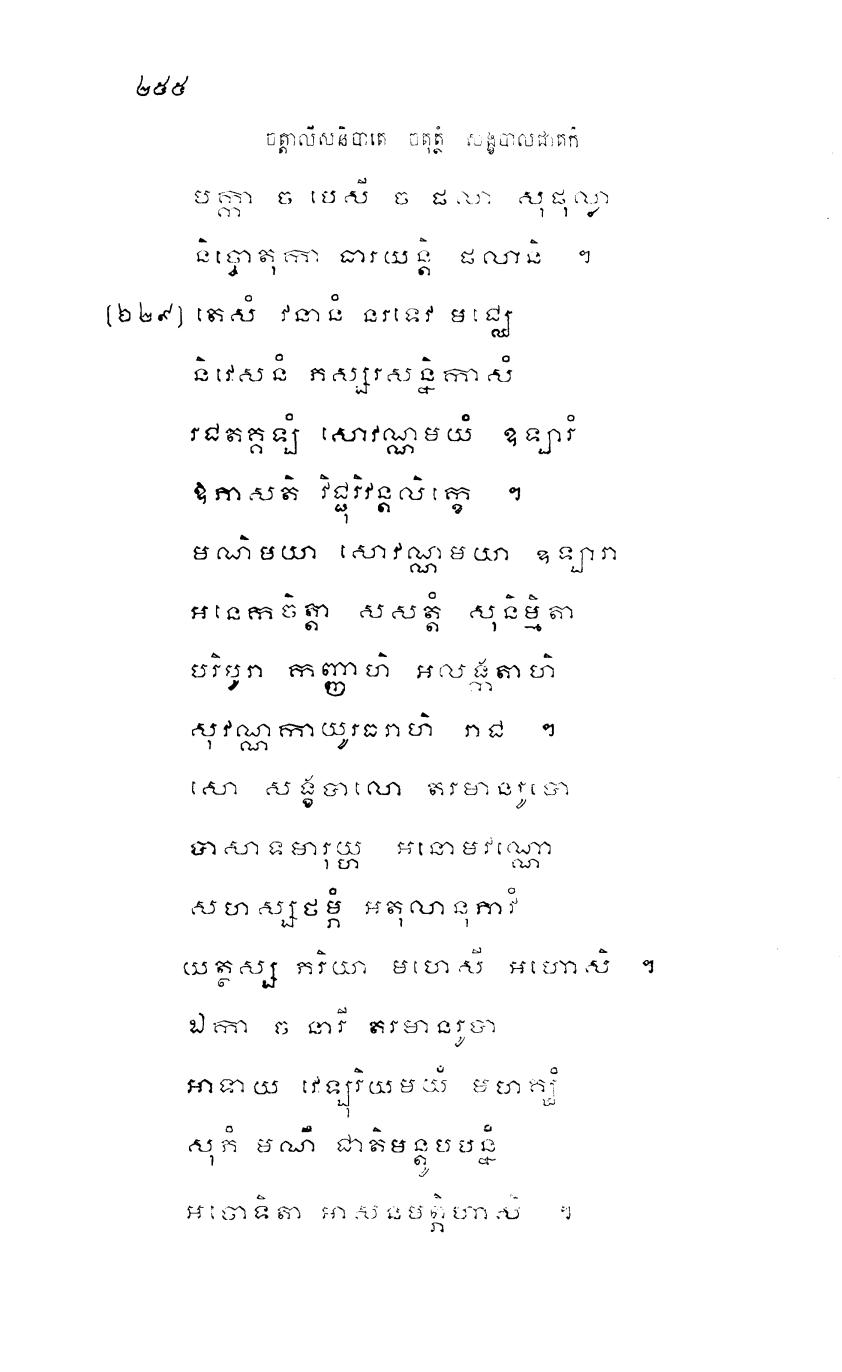 ២៥៥
ចត្តាលីសនិបាតេ ចតុត្ថំ សង្ខបាលជាតកំ
បក្កា ច បេសី ច ផលា សុផុល្លា
និច្ចោតុកា ធារយន្តិ ផលានិ ។
(៦២៩) តេសំ វនានំ នរទេវ មជ្ឈេ
និវេសនំ ភស្សរសន្និកាសំ
រជតគ្គឡំ សោវណ្ណមយំ ឧឡារំ
ឱភាសតិ វិជ្ជុរិវន្តលិក្ខេ ។
មណិមយា សោវណ្ណមយា ឧឡារា
អនេកចិត្តា សសត្តំ សុនិម្មិតា
បរិបូរា កញ្ញាហិ អលង្កតាហិ
សុវណ្ណកាយូរធរាហិ រាជ ។
សោ សង្ខបាលោ តរមានរូបោ
បាសាទមារុយ្ហ អនោមវណ្ណោ
សហស្សថម្ភំ អតុលានុភាវំ
យត្ថស្ស ភរិយា មហេសី អហោសិ ។
ឯកា ច នារី តរមានរូបា
អាទាយ វេឡុរិយមយំ មហគ្ឃំ
សុភំ មណឹ ជាតិមន្តូបបន្នំ
អចោទិតា អាសនមព្ភិហាសិ ។